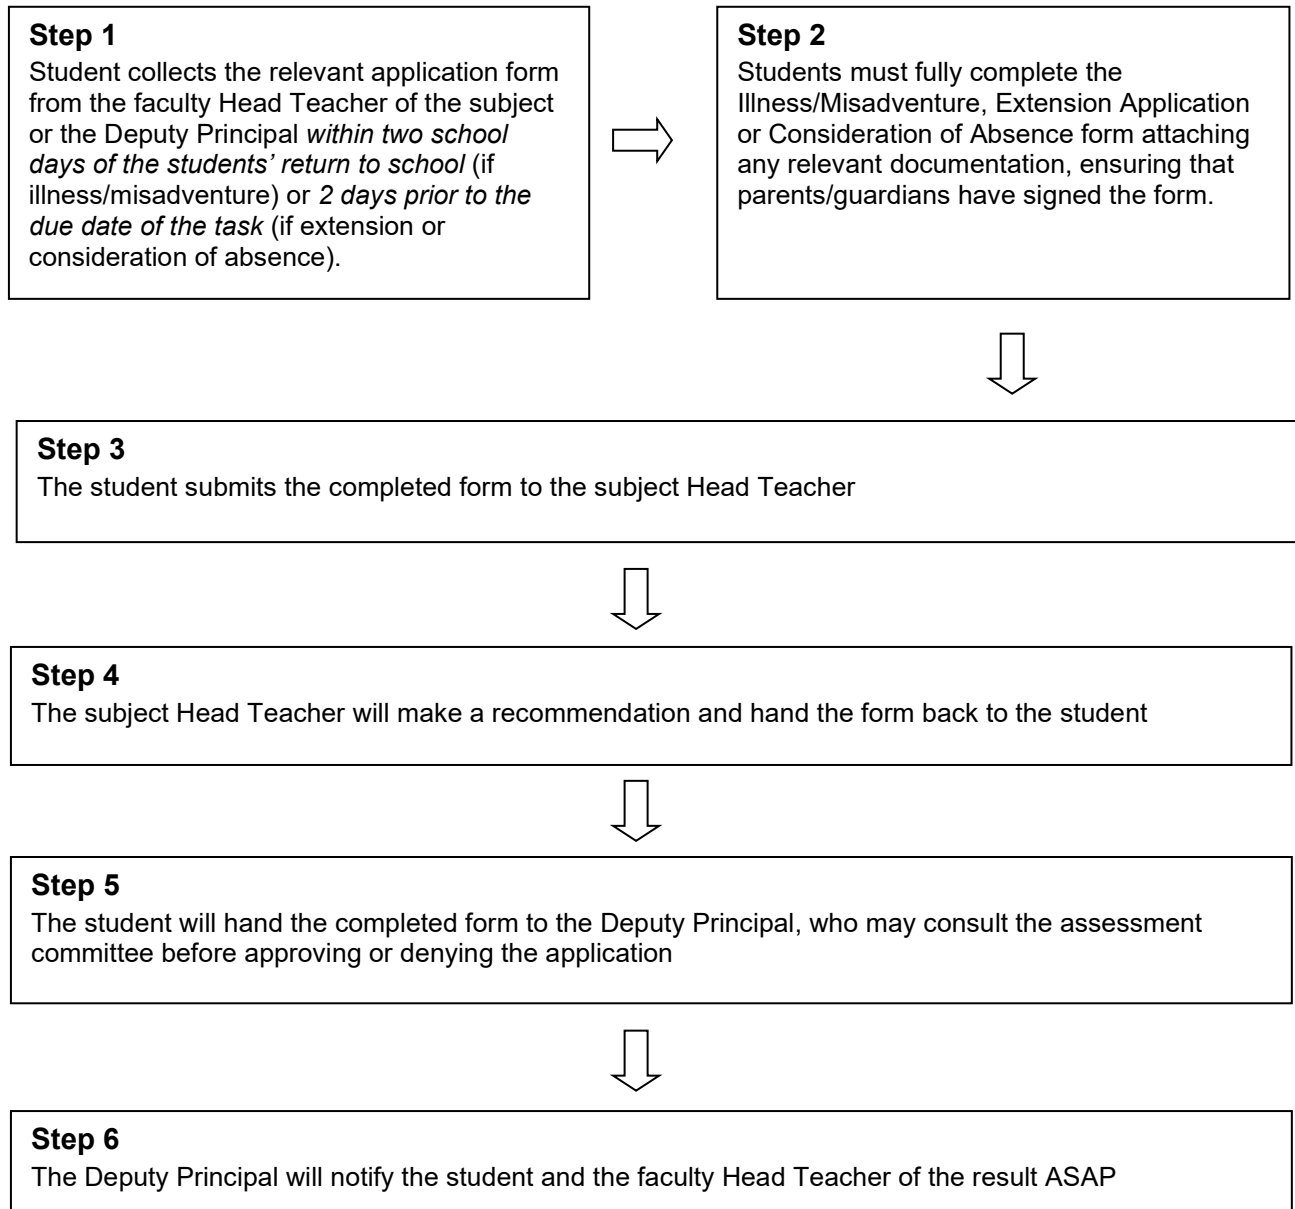 Step 1
Student collects the relevant application form
from the faculty Head Teacher of the subject
or the Deputy Principal within two school
days of the students’ return to school (if
illness/misadventure) or 2 days prior to the
due date of the task (if extension or
consideration of absence).
Step 2
Students must fully complete the
Illness/Misadventure, Extension Application
or Consideration of Absence form attaching
any relevant documentation, ensuring that
parents/guardians have signed the form.
Step 3
The student submits the completed form to the subject Head Teacher
Step 4
The subject Head Teacher will make a recommendation and hand the form back to the student
Step 5
The student will hand the completed form to the Deputy Principal, who may consult the assessment
committee before approving or denying the application
Step 6
The Deputy Principal will notify the student and the faculty Head Teacher of the result ASAP